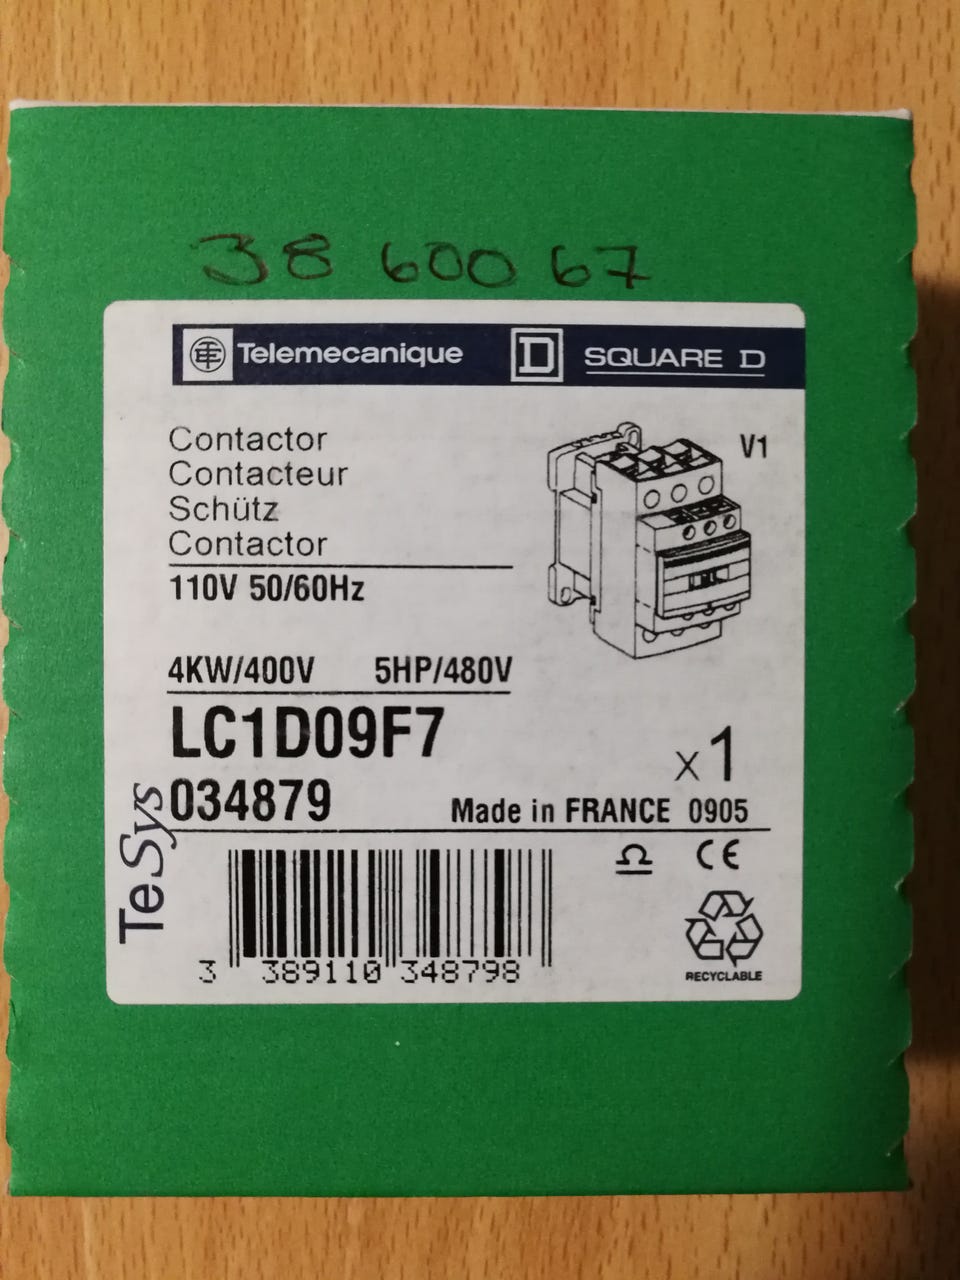 38 600 67
Telemecanique D SQUARE D
Contactor
Contacteur
Schütz
Contactor
V1
110V 50/60Hz
4KW/400V 5HP/480V
LC1D09F7
x1
034879 Made in FRANCE 0905
TeSys
CE
3 389110 348798
RECYCLABLE